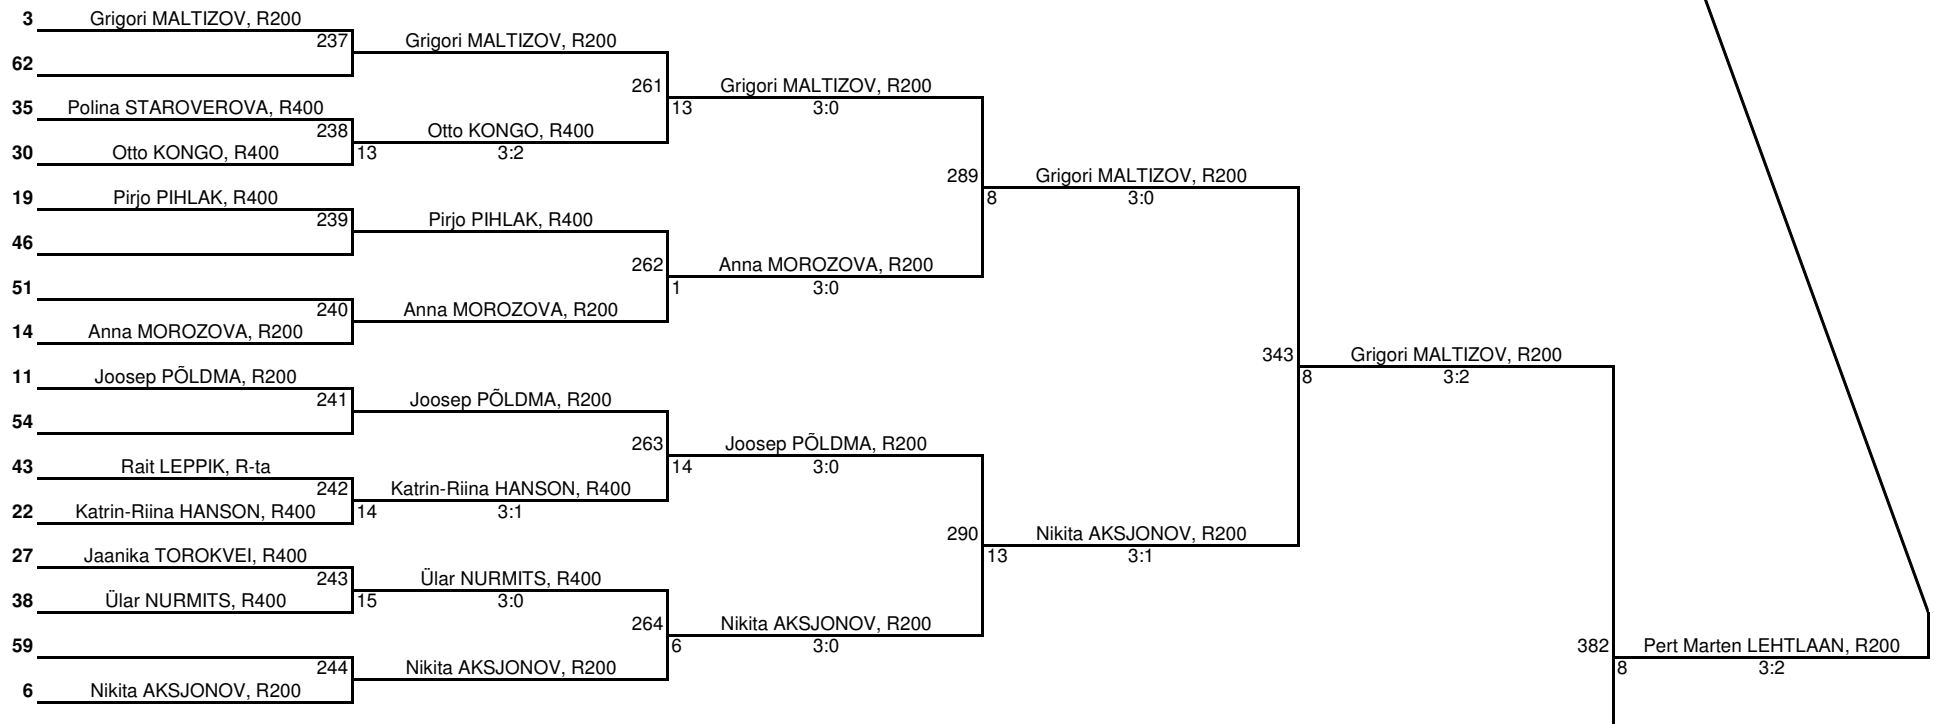 3 Grigori MALTIZOV, R200
237 Grigori MALTIZOV, R200
62
261 Grigori MALTIZOV, R200
35 Polina STAROVEROVA, R400 13 3:0
238 Otto KONGO, R400
30 Otto KONGO, R400 13 3:2
289 Grigori MALTIZOV, R200
19 Pirjo PIHLAK, R400 8 3:0
239 Pirjo PIHLAK, R400
46
262 Anna MOROZOVA, R200
51 1 3:0
240 Anna MOROZOVA, R200
14 Anna MOROZOVA, R200
343 Grigori MALTIZOV, R200
11 Joosep PÕLDMA, R200 8 3:2
241 Joosep PÕLDMA, R200
54
263 Joosep PÕLDMA, R200
43 Rait LEPPIK, R-ta 14 3:0
242 Katrin-Riina HANSON, R400
22 Katrin-Riina HANSON, R400 14 3:1
290 Nikita AKSJONOV, R200
27 Jaanika TOROKVEI, R400 13 3:1
243 Ülar NURMITS, R400
38 Ülar NURMITS, R400 15 3:0
264 Nikita AKSJONOV, R200
59 6 3:0
382 Pert Marten LEHTLAAN, R200
244 Nikita AKSJONOV, R200 8 3:2
6 Nikita AKSJONOV, R200